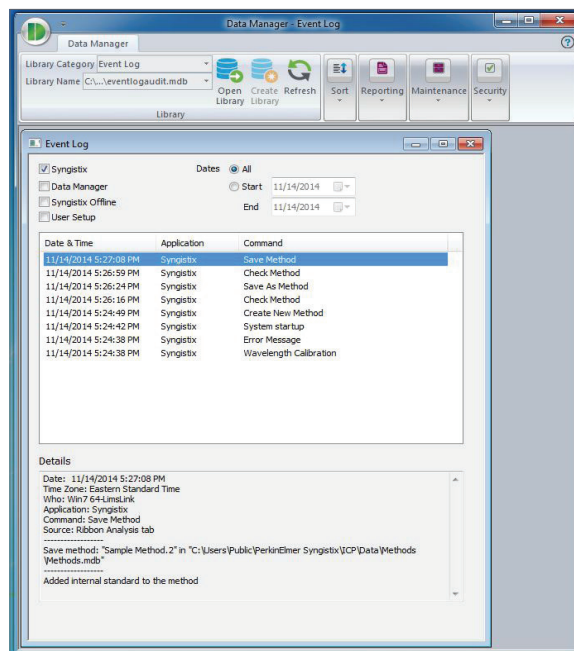 Data Manager - Event Log
Data Manager
Library Category Event Log
Library Name C:\...\eventlogaudit.mdb
Open Library
Create Library
Refresh
Sort
Reporting
Maintenance
Security
Library
Event Log
Syngistix
Dates
All
Data Manager
Start 11/14/2014
Syngistix Offline
End 11/14/2014
User Setup
Date & Time Application Command
11/14/2014 5:27:08 PM Syngistix Save Method
11/14/2014 5:26:59 PM Syngistix Check Method
11/14/2014 5:26:24 PM Syngistix Save As Method
11/14/2014 5:26:16 PM Syngistix Check Method
11/14/2014 5:24:49 PM Syngistix Create New Method
11/14/2014 5:24:42 PM Syngistix System startup
11/14/2014 5:24:38 PM Syngistix Error Message
11/14/2014 5:24:38 PM Syngistix Wavelength Calibration
Details
Date: 11/14/2014 5:27:08 PM
Time Zone: Eastern Standard Time
Who: Win7 64-LimsLink
Application: Syngistix
Command: Save Method
Source: Ribbon Analysis tab
------------------
Save method: "Sample Method.2" in "C:\Users\Public\PerkinElmer Syngistix\ICP\Data\Methods
\Methods.mdb"
------------------
Added internal standard to the method